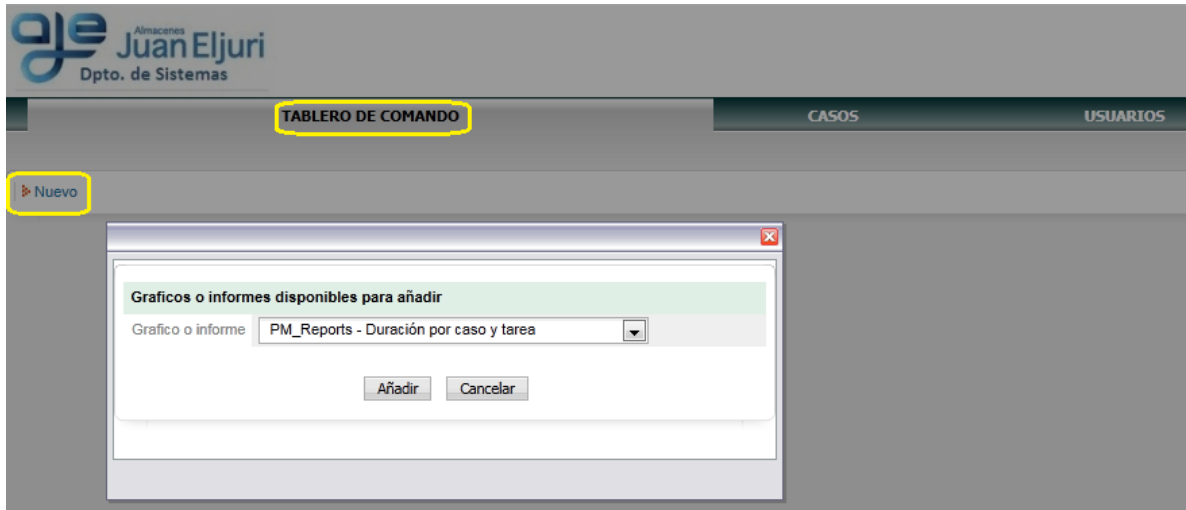 aje
Almacenes
Juan Eljuri
Dpto. de Sistemas
TABLERO DE COMANDO
CASOS
USUARIOS
Nuevo
Graficos o informes disponibles para añadir
Grafico o informe
PM_Reports - Duración por caso y tarea
Añadir
Cancelar